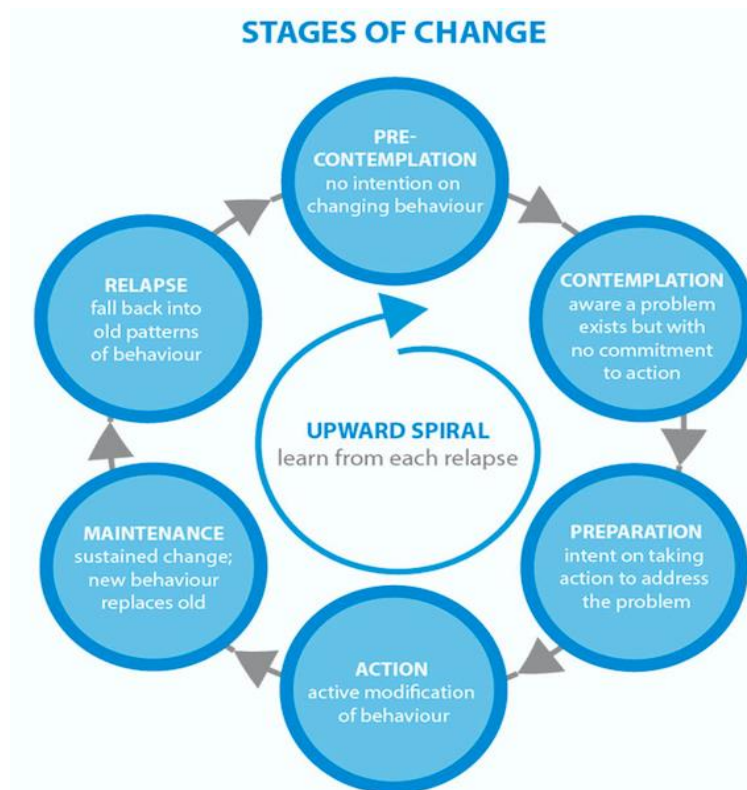 STAGES OF CHANGE
PRE-
CONTEMPLATION
no intention on
changing behaviour
CONTEMPLATION
aware a problem
exists but with
no commitment
to action
PREPARATION
intent on taking
action to address
the problem
ACTION
active modification
of behaviour
MAINTENANCE
sustained change;
new behaviour
replaces old
RELAPSE
fall back into
old patterns
of behaviour
UPWARD SPIRAL
learn from each relapse